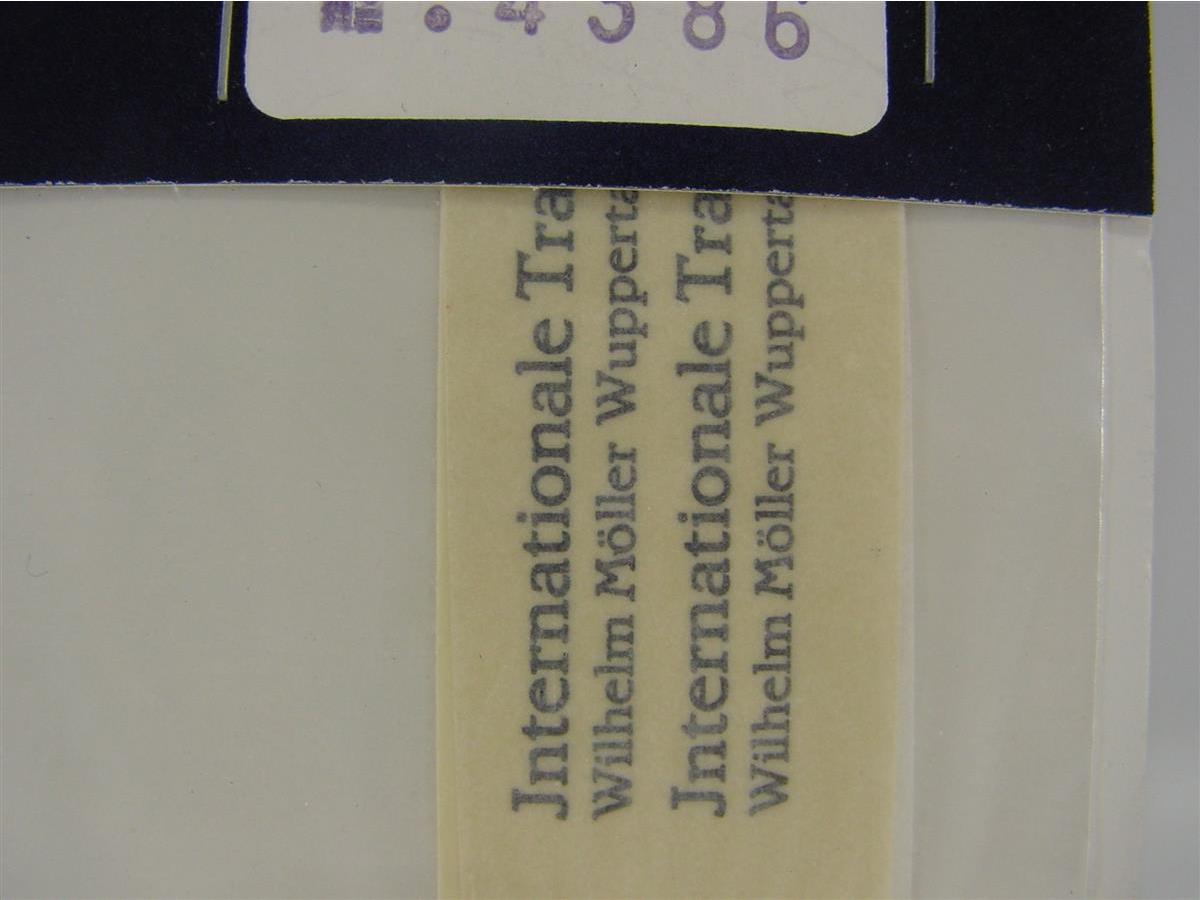 4386
Jnternationale Tra
Wilhelm Möller Wupperta
Jnternationale Tra
Wilhelm Möller Wupperta